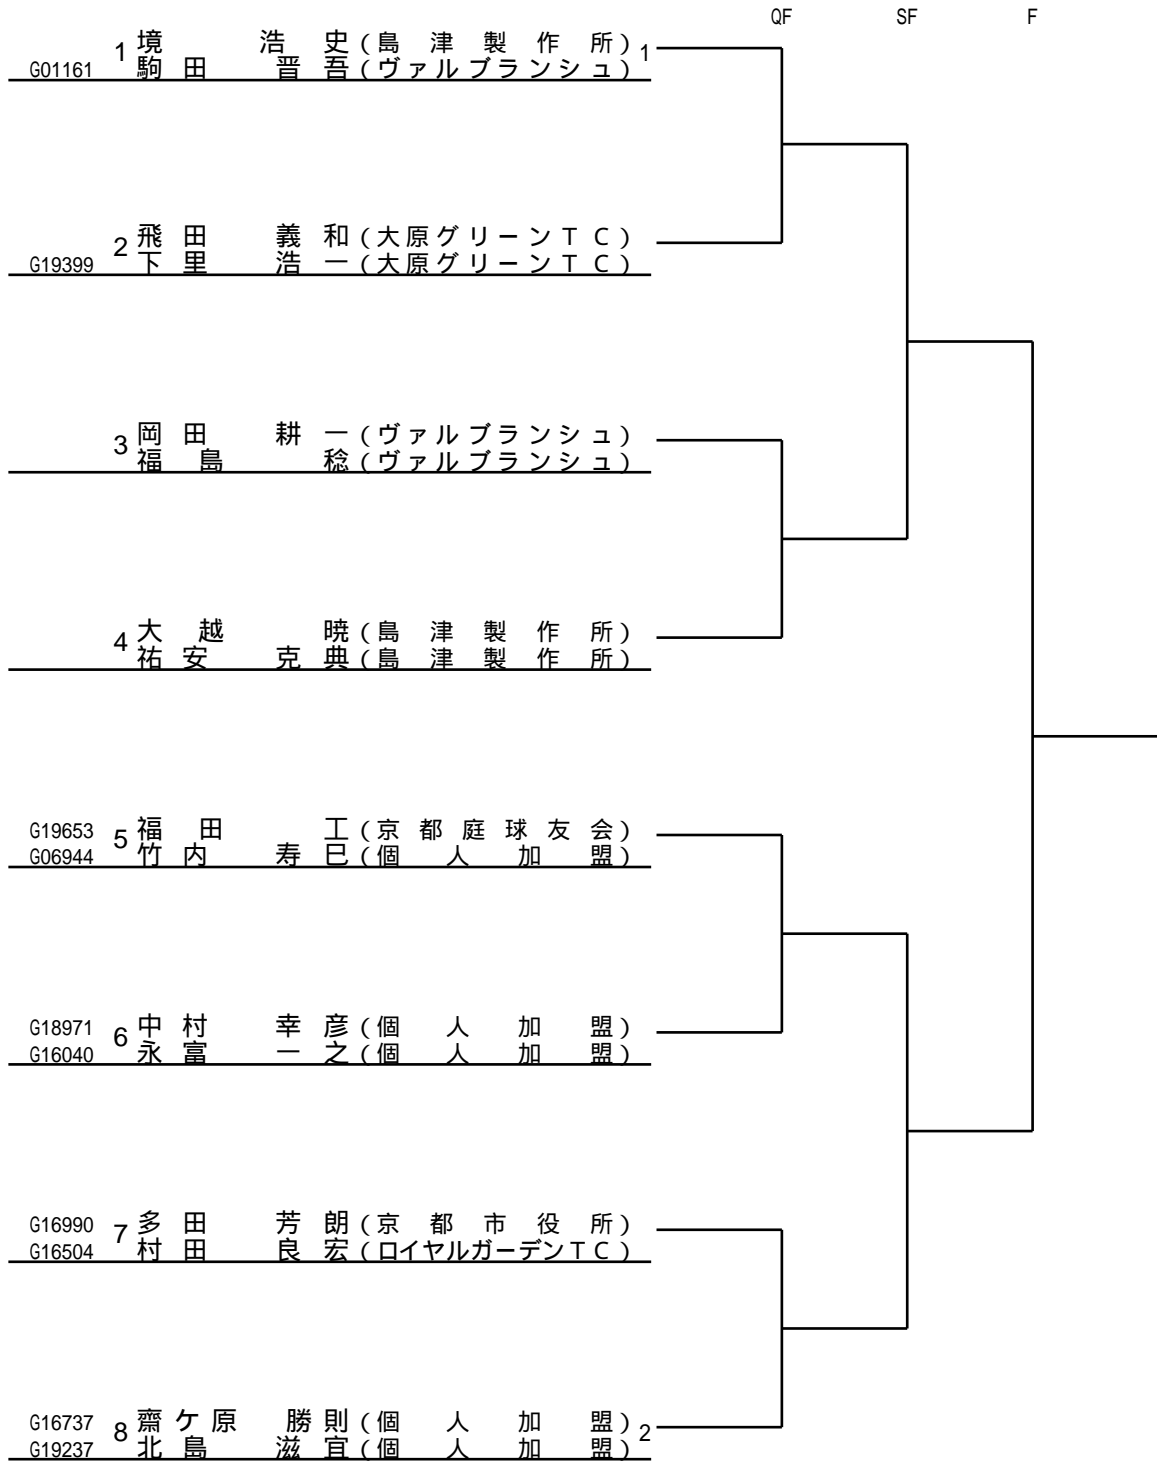 QF SF F
1 境 浩史(島津製作所) 1
G01161 駒田 晋吾(ヴァルブランシュ)
2 飛田 義和(大原グリーンTC)
G19399 下里 浩一(大原グリーンTC)
3 岡田 耕一(ヴァルブランシュ)
福島 稔(ヴァルブランシュ)
4 大越 暁(島津製作所)
祐安 克典(島津製作所)
G19653 5 福田 工(京都庭球友会)
G06944 竹内 寿巳(個人加盟)
G18971 6 中村 幸彦(個人加盟)
G16040 永富 一之(個人加盟)
G16990 7 多田 芳朗(京都市役所)
G16504 村田 良宏(ロイヤルガーデンTC)
G16737 8 齋ケ原 勝則(個人加盟) 2
G19237 北島 滋宜(個人加盟)